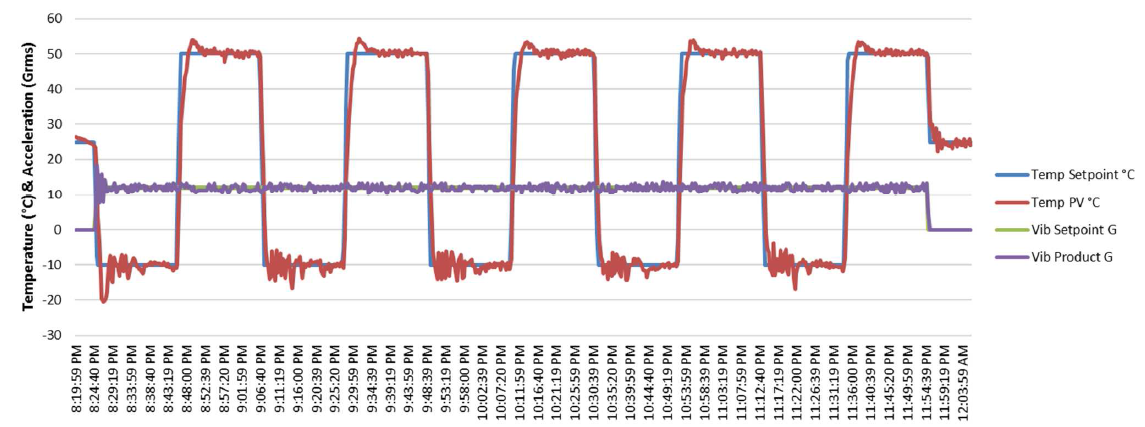 60
50
40
30
20
10
0
-10
-20
-30
Temperature (°C)& Acceleration (Grms)
8:19:59 PM
8:24:40 PM
8:29:19 PM
8:33:59 PM
8:38:40 PM
8:43:19 PM
8:48:00 PM
8:52:39 PM
8:57:20 PM
9:01:59 PM
9:06:40 PM
9:11:19 PM
9:16:00 PM
9:20:39 PM
9:25:20 PM
9:29:59 PM
9:34:39 PM
9:39:19 PM
9:43:59 PM
9:48:39 PM
9:53:19 PM
9:58:00 PM
10:02:39 PM
10:07:20 PM
10:11:59 PM
10:16:40 PM
10:21:19 PM
10:25:59 PM
10:30:39 PM
10:35:20 PM
10:39:59 PM
10:44:40 PM
10:49:19 PM
10:53:59 PM
10:58:39 PM
11:03:19 PM
11:07:59 PM
11:12:40 PM
11:17:19 PM
11:22:00 PM
11:26:39 PM
11:31:19 PM
11:36:00 PM
11:40:39 PM
11:45:20 PM
11:49:59 PM
11:54:39 PM
11:59:19 PM
12:03:59 AM
Temp Setpoint °C
Temp PV °C
Vib Setpoint G
Vib Product G